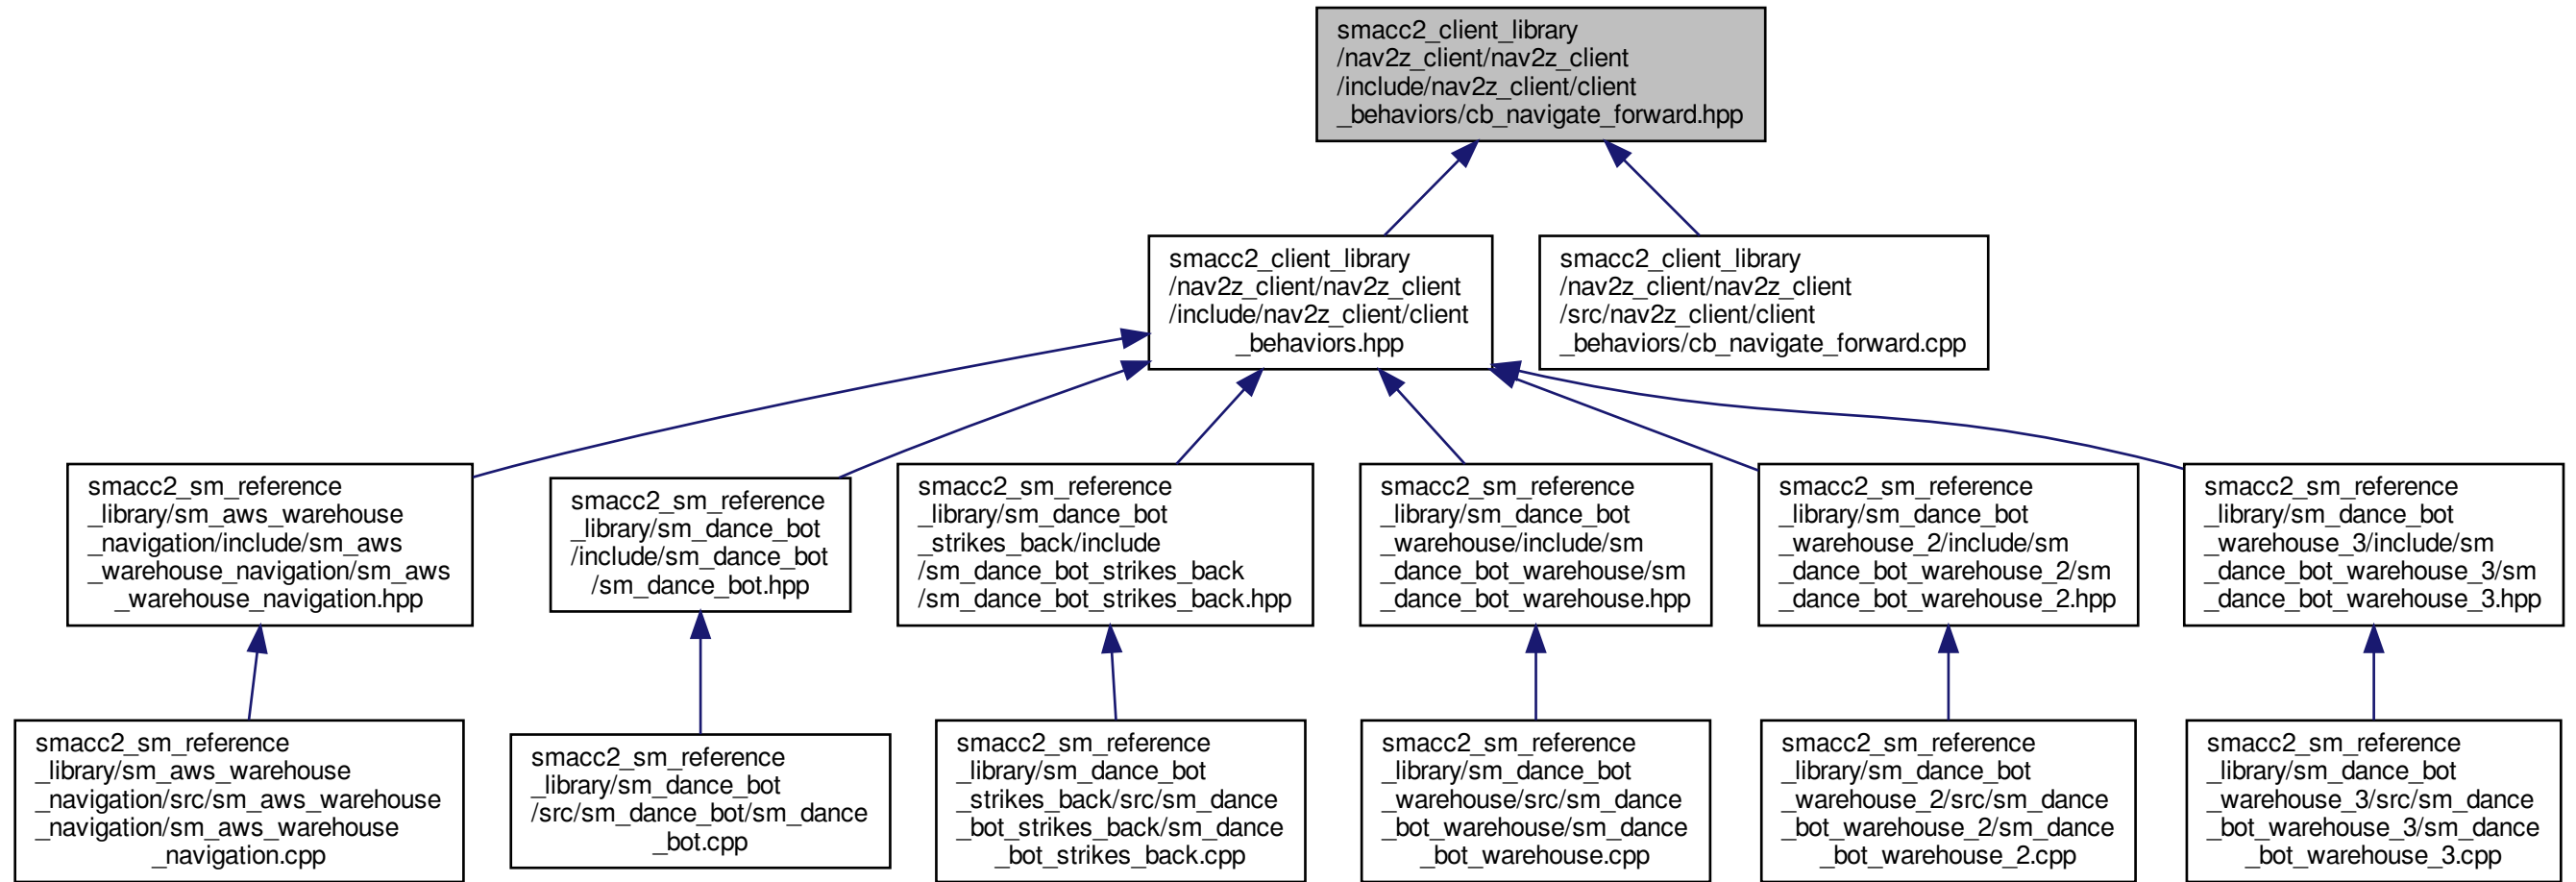 smacc2_client_library
/nav2z_client/nav2z_client
/include/nav2z_client/client
_behaviors/cb_navigate_forward.hpp
smacc2_client_library
/nav2z_client/nav2z_client
/include/nav2z_client/client
_behaviors.hpp
smacc2_client_library
/nav2z_client/nav2z_client
/src/nav2z_client/client
_behaviors/cb_navigate_forward.cpp
smacc2_sm_reference
_library/sm_aws_warehouse
_navigation/include/sm_aws
_warehouse_navigation/sm_aws
_warehouse_navigation.hpp
smacc2_sm_reference
_library/sm_dance_bot
/include/sm_dance_bot
/sm_dance_bot.hpp
smacc2_sm_reference
_library/sm_dance_bot
_strikes_back/include
/sm_dance_bot_strikes_back
/sm_dance_bot_strikes_back.hpp
smacc2_sm_reference
_library/sm_dance_bot
_warehouse/include/sm
_dance_bot_warehouse/sm
_dance_bot_warehouse.hpp
smacc2_sm_reference
_library/sm_dance_bot
_warehouse_2/include/sm
_dance_bot_warehouse_2/sm
_dance_bot_warehouse_2.hpp
smacc2_sm_reference
_library/sm_dance_bot
_warehouse_3/include/sm
_dance_bot_warehouse_3/sm
_dance_bot_warehouse_3.hpp
smacc2_sm_reference
_library/sm_aws_warehouse
_navigation/src/sm_aws_warehouse
_navigation/sm_aws_warehouse
_navigation.cpp
smacc2_sm_reference
_library/sm_dance_bot
/src/sm_dance_bot/sm_dance
_bot.cpp
smacc2_sm_reference
_library/sm_dance_bot
_strikes_back/src/sm_dance
_bot_strikes_back/sm_dance
_bot_strikes_back.cpp
smacc2_sm_reference
_library/sm_dance_bot
_warehouse/src/sm_dance
_bot_warehouse/sm_dance
_bot_warehouse.cpp
smacc2_sm_reference
_library/sm_dance_bot
_warehouse_2/src/sm_dance
_bot_warehouse_2/sm_dance
_bot_warehouse_2.cpp
smacc2_sm_reference
_library/sm_dance_bot
_warehouse_3/src/sm_dance
_bot_warehouse_3/sm_dance
_bot_warehouse_3.cpp